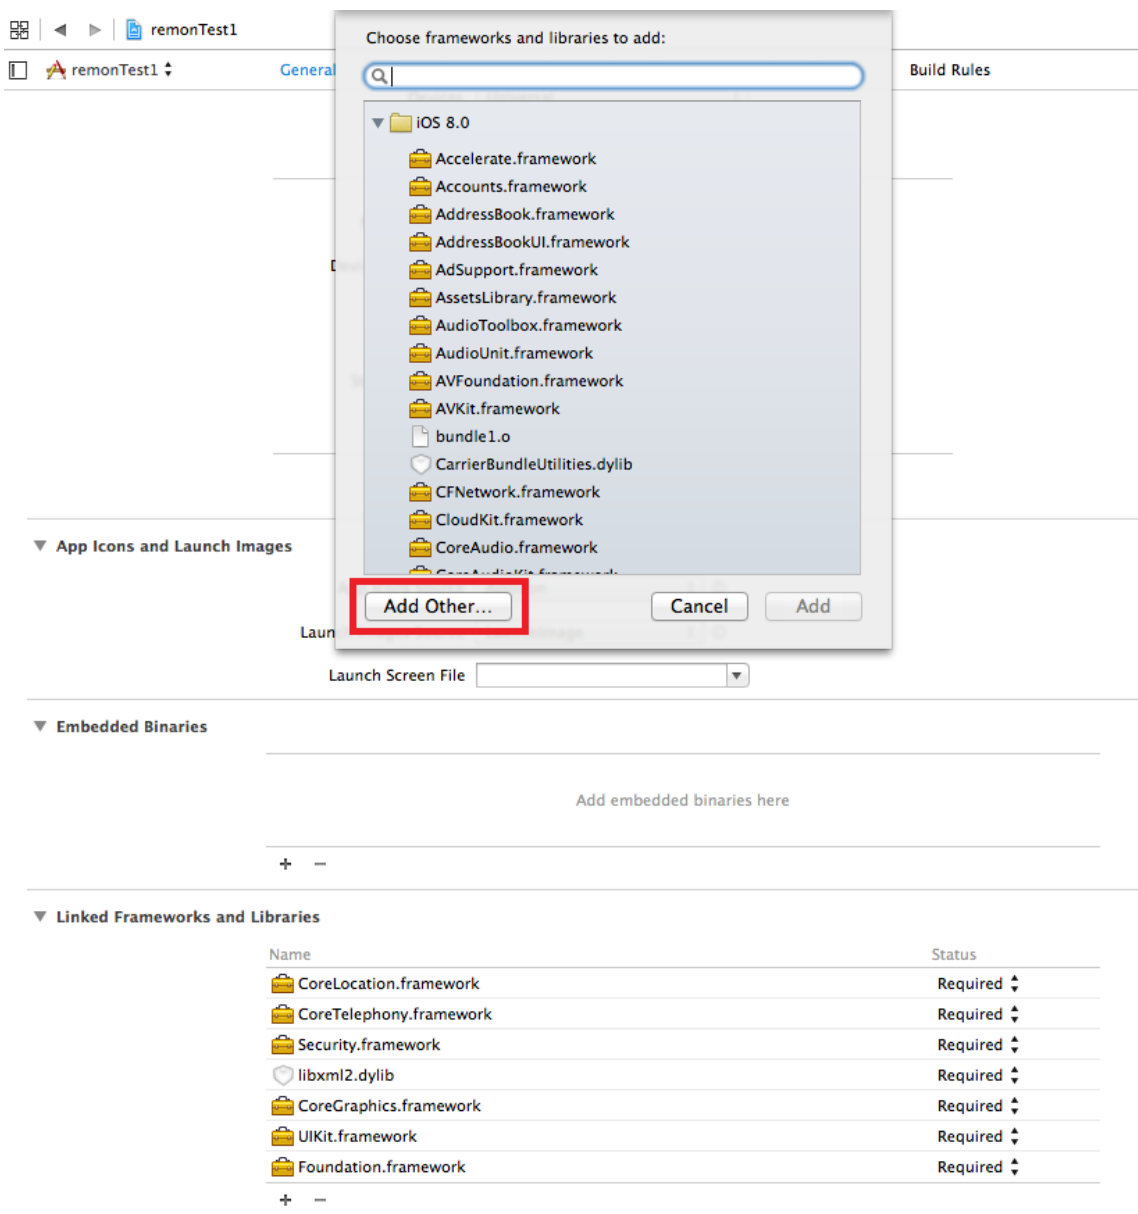 remonTest1
Choose frameworks and libraries to add:
remonTest1
General
Build Rules
iOS 8.0
Accelerate.framework
Accounts.framework
AddressBook.framework
AddressBookUI.framework
AdSupport.framework
AssetsLibrary.framework
AudioToolbox.framework
AudioUnit.framework
AVFoundation.framework
AVKit.framework
bundle1.o
CarrierBundleUtilities.dylib
CFNetwork.framework
CloudKit.framework
CoreAudio.framework
CoreAudioKit.framework
App Icons and Launch Images
Add Other...
Cancel
Add
Laun
Launch Screen File
Embedded Binaries
Add embedded binaries here
+ −
Linked Frameworks and Libraries
Name Status
CoreLocation.framework Required
CoreTelephony.framework Required
Security.framework Required
libxml2.dylib Required
CoreGraphics.framework Required
UIKit.framework Required
Foundation.framework Required
+ −